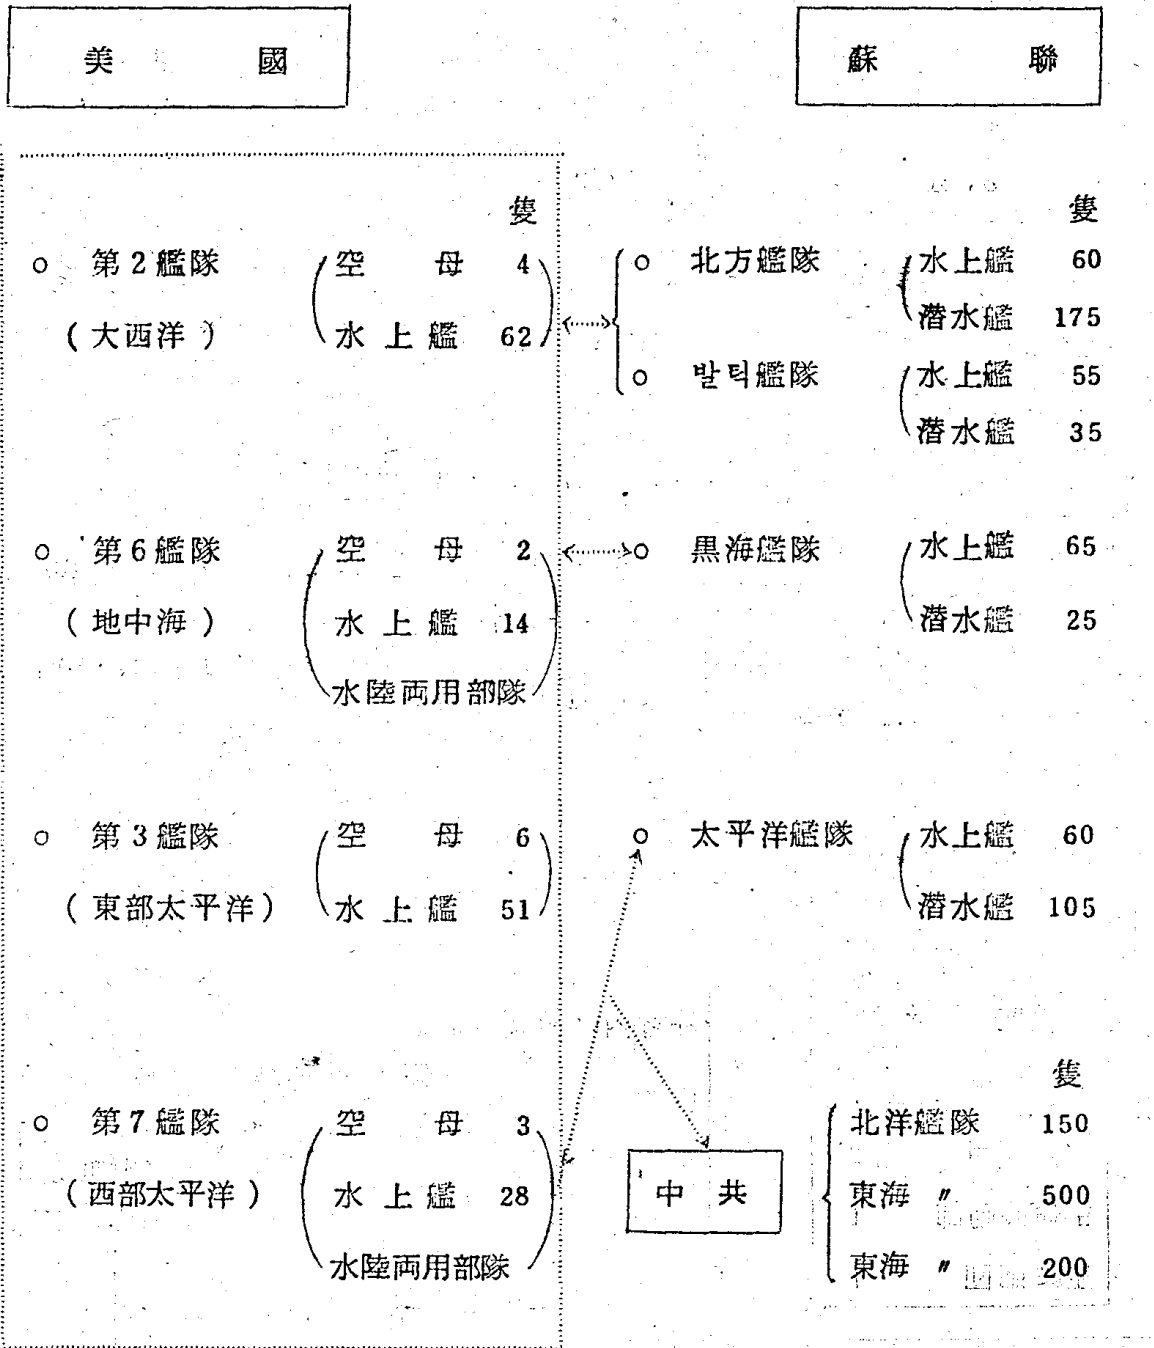 美國
蘇聯
隻
隻
○ 第2艦隊 空母 4
(大西洋) 水上艦 62
○ 北方艦隊 水上艦 60
潛水艦 175
○ 발틱艦隊 水上艦 55
潛水艦 35
○ 第6艦隊 空母 2
(地中海) 水上艦 14
水陸両用部隊
○ 黒海艦隊 水上艦 65
潛水艦 25
○ 第3艦隊 空母 6
(東部太平洋) 水上艦 51
○ 太平洋艦隊 水上艦 60
潛水艦 105
○ 第7艦隊 空母 3
(西部太平洋) 水上艦 28
水陸両用部隊
中共
隻
北洋艦隊 150
東海 〃 500
東海 〃 200